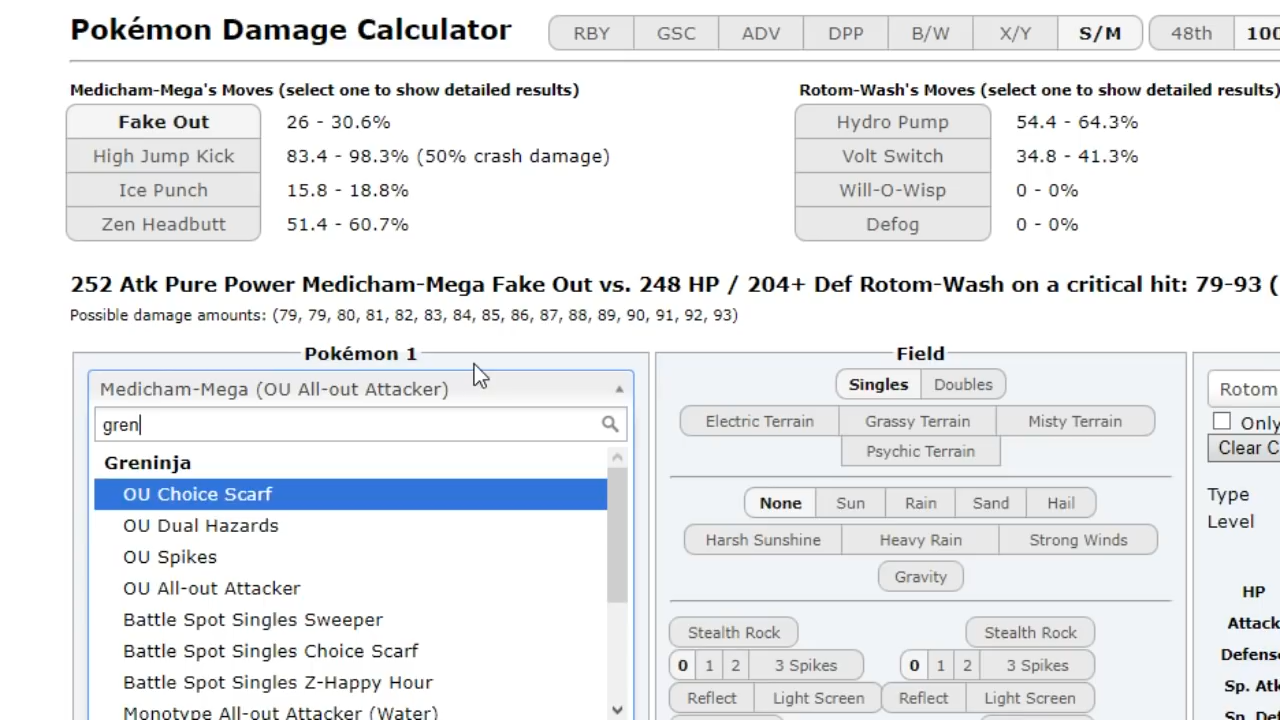 Pokémon Damage Calculator
RBY GSC ADV DPP B/W X/Y S/M 48th 100
Medicham-Mega's Moves (select one to show detailed results)
Rotom-Wash's Moves (select one to show detailed results)
Fake Out 26 - 30.6%
Hydro Pump 54.4 - 64.3%
High Jump Kick 83.4 - 98.3% (50% crash damage)
Volt Switch 34.8 - 41.3%
Ice Punch 15.8 - 18.8%
Will-O-Wisp 0 - 0%
Zen Headbutt 51.4 - 60.7%
Defog 0 - 0%
252 Atk Pure Power Medicham-Mega Fake Out vs. 248 HP / 204+ Def Rotom-Wash on a critical hit: 79-93 (
Possible damage amounts: (79, 79, 80, 81, 82, 83, 84, 85, 86, 87, 88, 89, 90, 91, 92, 93)
Pokémon 1
Medicham-Mega (OU All-out Attacker)
gren
Greninja
OU Choice Scarf
OU Dual Hazards
OU Spikes
OU All-out Attacker
Battle Spot Singles Sweeper
Battle Spot Singles Choice Scarf
Battle Spot Singles Z-Happy Hour
Monotype All-out Attacker (Water)
Field
Singles Doubles
Electric Terrain Grassy Terrain Misty Terrain
Psychic Terrain
None Sun Rain Sand Hail
Harsh Sunshine Heavy Rain Strong Winds
Gravity
Stealth Rock Stealth Rock
0 1 2 3 Spikes 0 1 2 3 Spikes
Reflect Light Screen Reflect Light Screen
Rotom
Only
Clear C
Type
Level
HP
Attack
Defense
Sp. Atk
Sp. Def